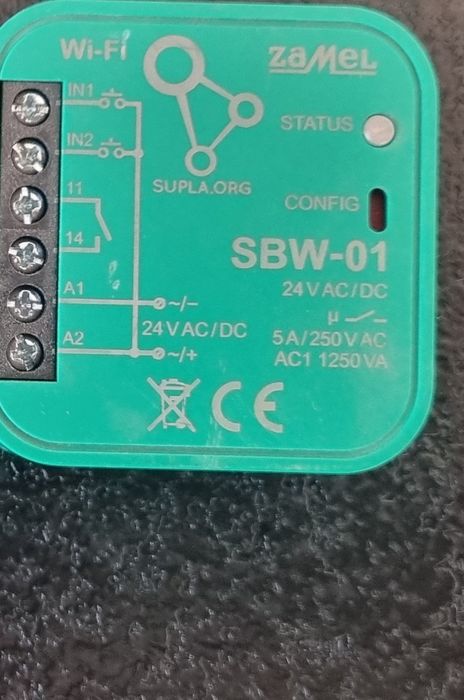 Wi-Fi
ZAMEL
IN1
IN2
STATUS
SUPLA.ORG
11
CONFIG
14
SBW-01
A1
~/–
24 V AC/DC
24 V AC/DC
µ
5 A / 250 V AC
A2
~/+
AC1 1250 VA
CE